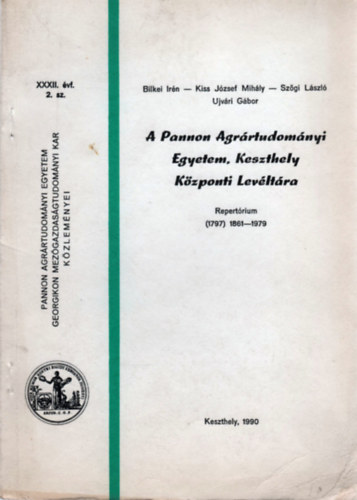 XXXII. évf.
2. sz.
PANNON AGRÁRTUDOMÁNYI EGYETEM
GEORGIKON MEZŐGAZDASÁGTUDOMÁNYI KAR
KÖZLEMÉNYEI
Bilkei Irén — Kiss József Mihály — Szögi László
Ujvári Gábor
A Pannon Agrártudományi
Egyetem, Keszthely
Központi Levéltára
Repertórium
(1797) 1861—1979
Keszthely, 1990